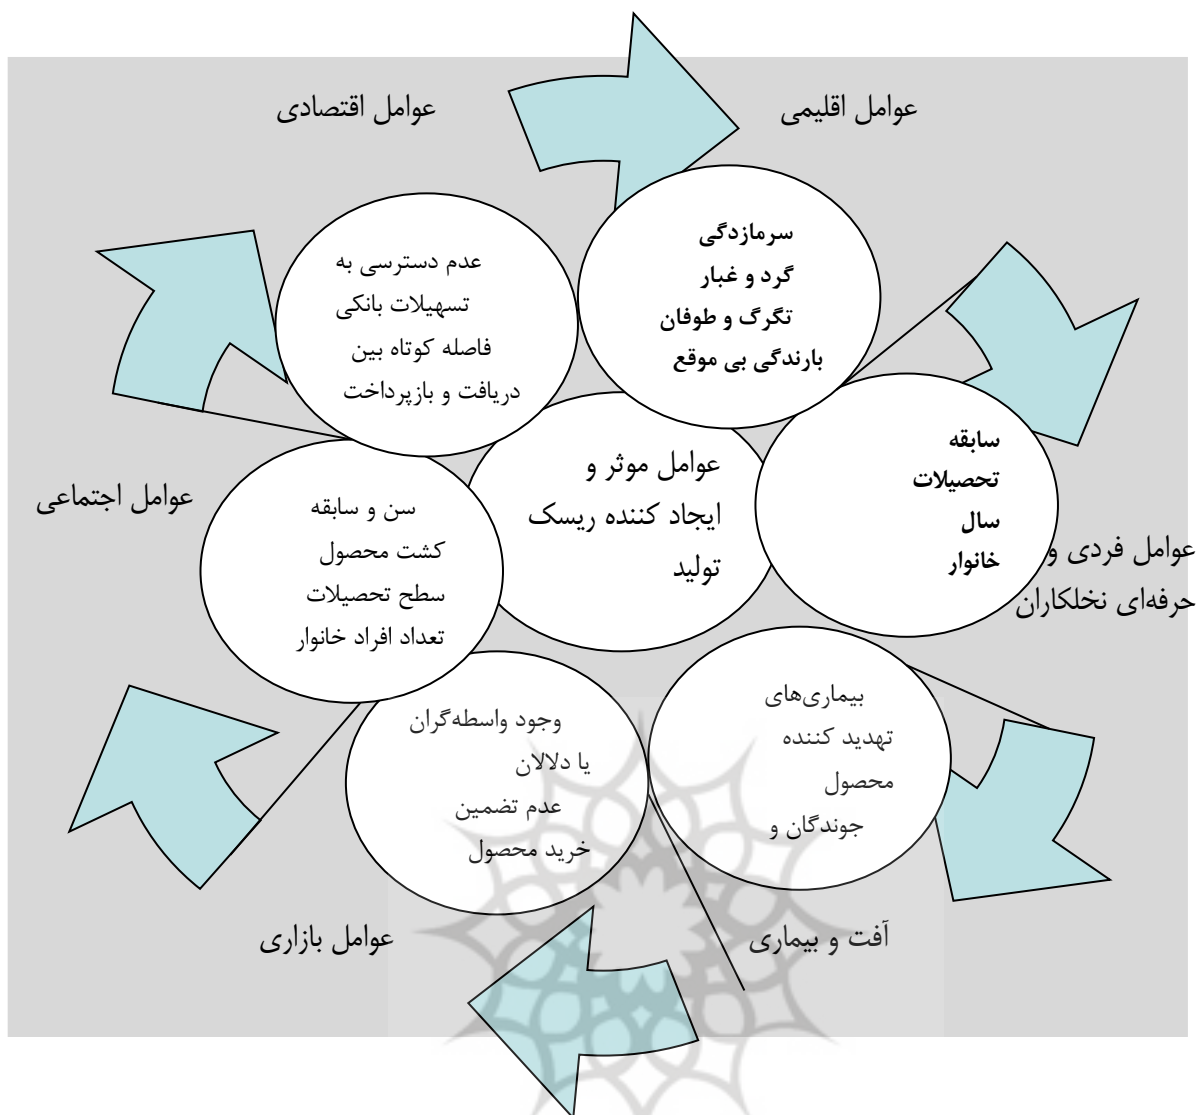 عوامل اقلیمی
عوامل اقتصادی
سرمازدگی
گرد و غبار
تگرگ و طوفان
بارندگی بی موقع
عدم دسترسی به
تسهیلات بانکی
فاصله کوتاه بین
دریافت و بازپرداخت
سابقه
تحصیلات
سال
خانوار
عوامل موثر و
ایجاد کننده ریسک
تولید
عوامل اجتماعی
سن و سابقه
کشت محصول
سطح تحصیلات
تعداد افراد خانوار
عوامل فردی و
حرفه‌ای نخلکاران
بیماری‌های
تهدید کننده
محصول
جوندگان و
وجود واسطه‌گران
یا دلالان
عدم تضمین
خرید محصول
آفت و بیماری
عوامل بازاری